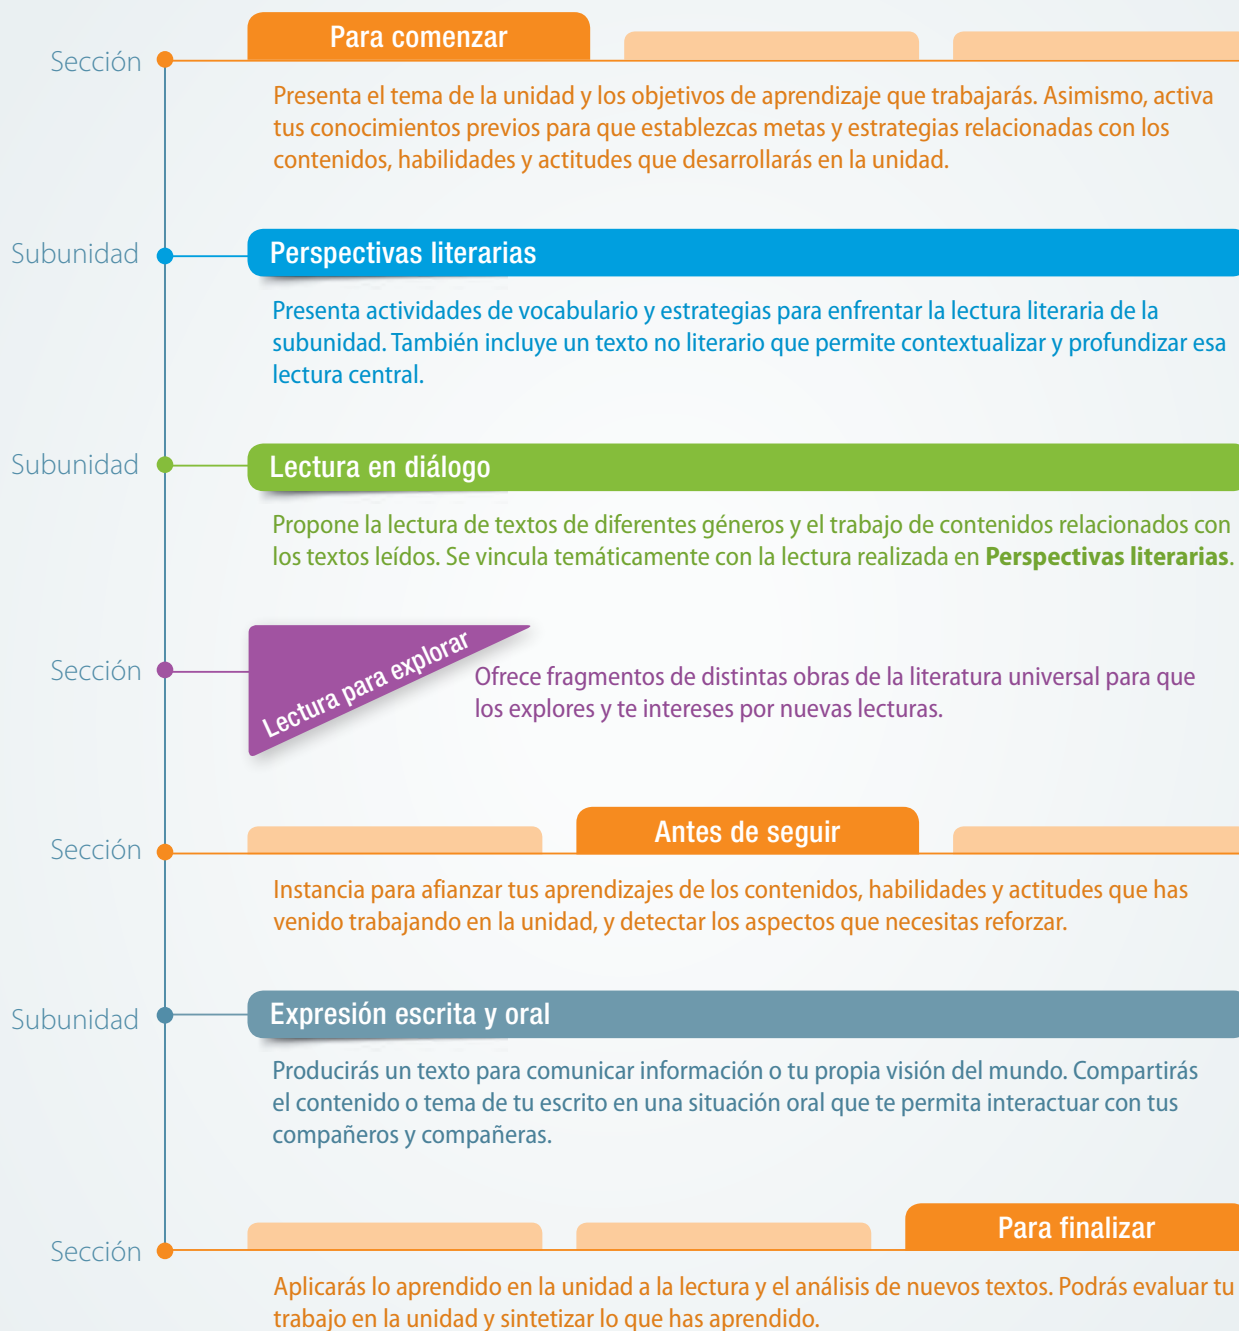 Para comenzar
Sección
Presenta el tema de la unidad y los objetivos de aprendizaje que trabajarás. Asimismo, activa
tus conocimientos previos para que establezcas metas y estrategias relacionadas con los
contenidos, habilidades y actitudes que desarrollarás en la unidad.
Subunidad
Perspectivas literarias
Presenta actividades de vocabulario y estrategias para enfrentar la lectura literaria de la
subunidad. También incluye un texto no literario que permite contextualizar y profundizar esa
lectura central.
Subunidad
Lectura en diálogo
Propone la lectura de textos de diferentes géneros y el trabajo de contenidos relacionados con
los textos leídos. Se vincula temáticamente con la lectura realizada en Perspectivas literarias.
Sección
Lectura para explorar
Ofrece fragmentos de distintas obras de la literatura universal para que
los explores y te intereses por nuevas lecturas.
Antes de seguir
Sección
Instancia para afianzar tus aprendizajes de los contenidos, habilidades y actitudes que has
venido trabajando en la unidad, y detectar los aspectos que necesitas reforzar.
Subunidad
Expresión escrita y oral
Producirás un texto para comunicar información o tu propia visión del mundo. Compartirás
el contenido o tema de tu escrito en una situación oral que te permita interactuar con tus
compañeros y compañeras.
Para finalizar
Sección
Aplicarás lo aprendido en la unidad a la lectura y el análisis de nuevos textos. Podrás evaluar tu
trabajo en la unidad y sintetizar lo que has aprendido.